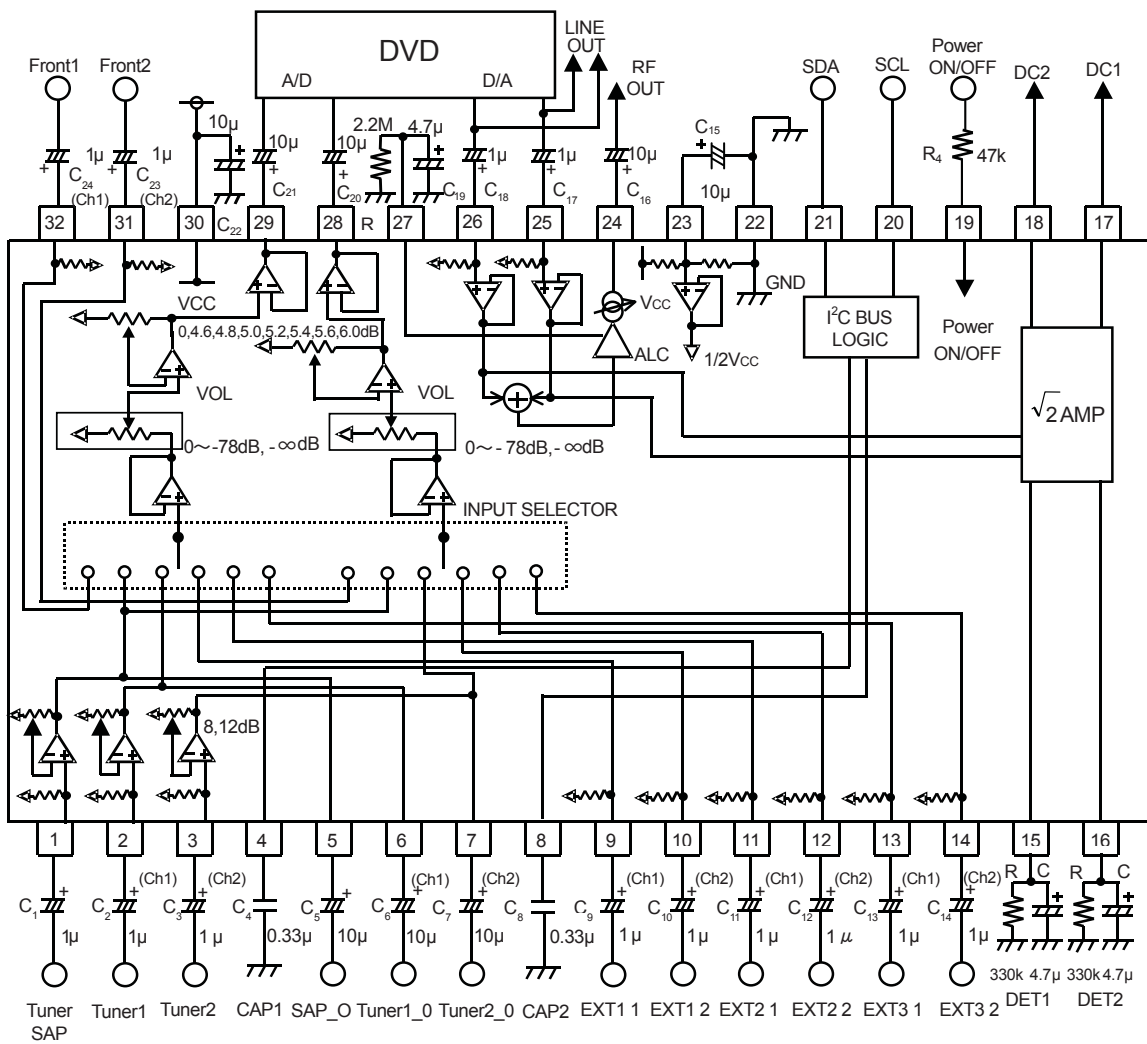 DVD
A/D
D/A
LINE
OUT
RF
OUT
Front1
Front2
SDA
SCL
Power
ON/OFF
DC2
DC1
10μ
1μ
C24
(Ch1)
1μ
C23
(Ch2)
10μ
C21
10μ
C20
2.2M
4.7μ
C19
1μ
C18
1μ
C17
10μ
C16
C15
10μ
R4
47k
32
31
30
C22
29
28
R
27
26
25
24
23
22
21
20
19
18
17
VCC
0,4.6,4.8,5.0,5.2,5.4,5.6,6.0dB
VCC
ALC
1/2VCC
GND
I²C BUS
LOGIC
Power
ON/OFF
√2 AMP
VOL
VOL
0~-78dB, -∞dB
0~-78dB, -∞dB
INPUT SELECTOR
8,12dB
1
2
3
4
5
6
7
8
9
10
11
12
13
14
15
16
C1
1μ
C2
(Ch1)
1μ
C3
(Ch2)
1μ
C4
0.33μ
C5
10μ
C6
(Ch1)
10μ
C7
(Ch2)
10μ
C8
0.33μ
C9
(Ch1)
1μ
C10
(Ch2)
1μ
C11
(Ch1)
1μ
C12
(Ch2)
1μ
C13
(Ch1)
1μ
C14
(Ch2)
1μ
R
C
R
C
330k 4.7μ
330k 4.7μ
Tuner
SAP
Tuner1
Tuner2
CAP1
SAP_O
Tuner1_0
Tuner2_0
CAP2
EXT1 1
EXT1 2
EXT2 1
EXT2 2
EXT3 1
EXT3 2
DET1
DET2